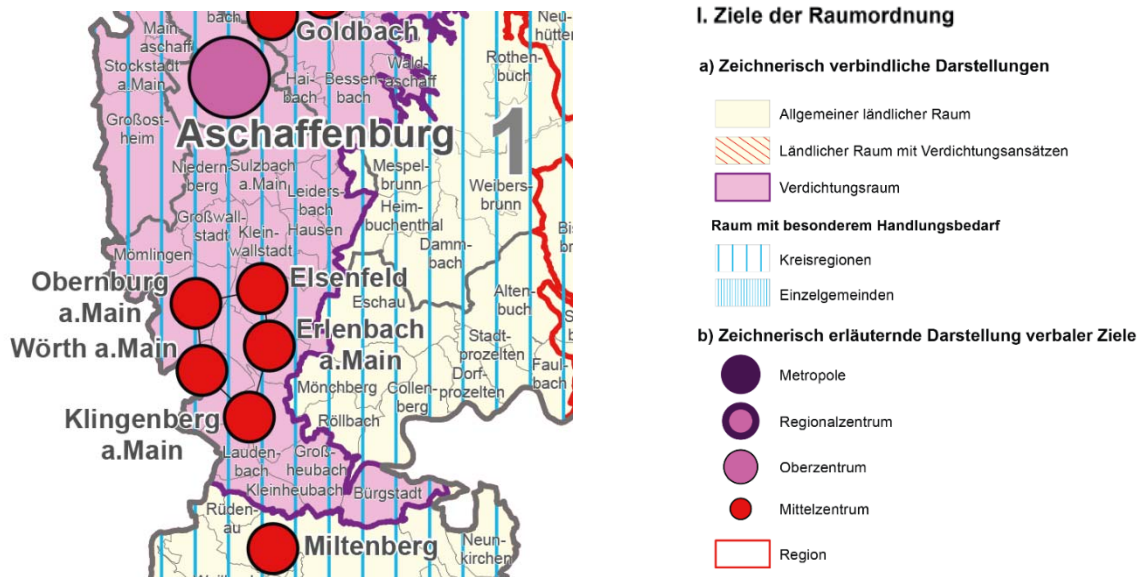 bach
Goldbach
Main-
aschaff
Stockstadt
a.Main
Hai-
bach
Bessen-
bach
Wald-
aschaff
Neu-
hütten
Rothen-
buch
Großost-
heim
Aschaffenburg
1
Niedern-
berg
Sulzbach
a.Main
Leiders-
bach
Mespel-
brunn
Weibers-
brunn
Heim-
buchenthal
Großwall-
stadt
Klein-
wallstadt
Hausen
Damm-
bach
Mömlingen
Obernburg
a.Main
Elsenfeld
Eschau
Alten-
buch
Wörth a.Main
Erlenbach
a.Main
Stadt-
prozelten
Faul-
bach
Mönchberg
Collen-
berg
Dorf-
prozelten
Klingenberg
a.Main
Röllbach
Lauden-
bach
Groß-
heubach
Kleinheubach
Bürgstadt
Rüden-
au
Miltenberg
Neun-
kirchen
I. Ziele der Raumordnung
a) Zeichnerisch verbindliche Darstellungen
Allgemeiner ländlicher Raum
Ländlicher Raum mit Verdichtungsansätzen
Verdichtungsraum
Raum mit besonderem Handlungsbedarf
Kreisregionen
Einzelgemeinden
b) Zeichnerisch erläuternde Darstellung verbaler Ziele
Metropole
Regionalzentrum
Oberzentrum
Mittelzentrum
Region